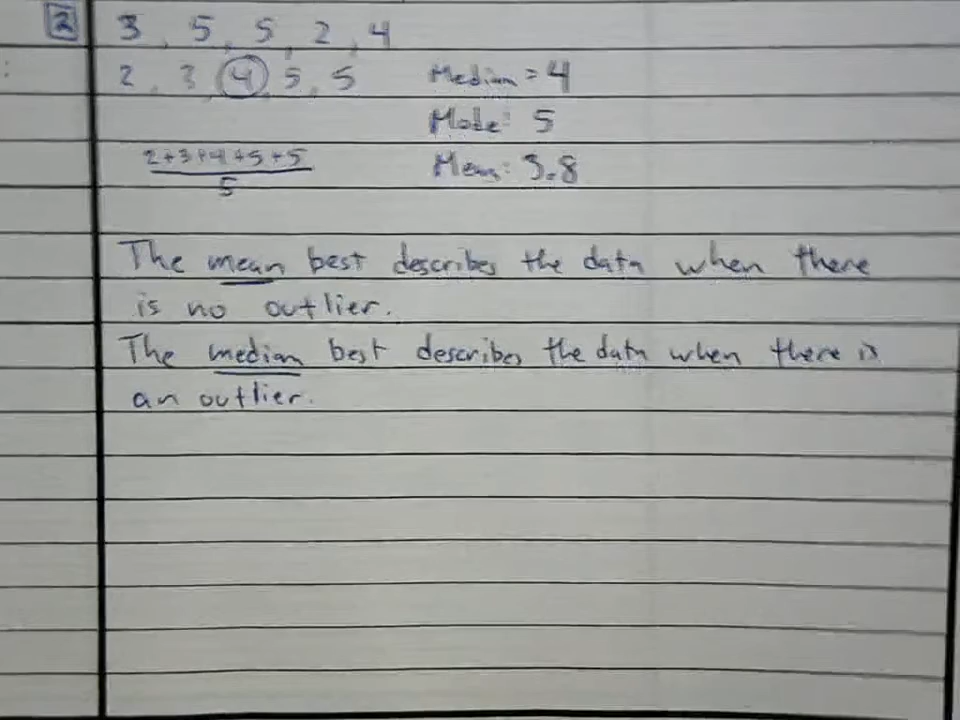 2 3, 5, 5, 2, 4
: 2, 3, 4, 5, 5 Median = 4
Mode: 5
2+3+4+5+5 Mean: 3.8
5
The mean best describes the data when there
is no outlier.
The median best describes the data when there is
an outlier.